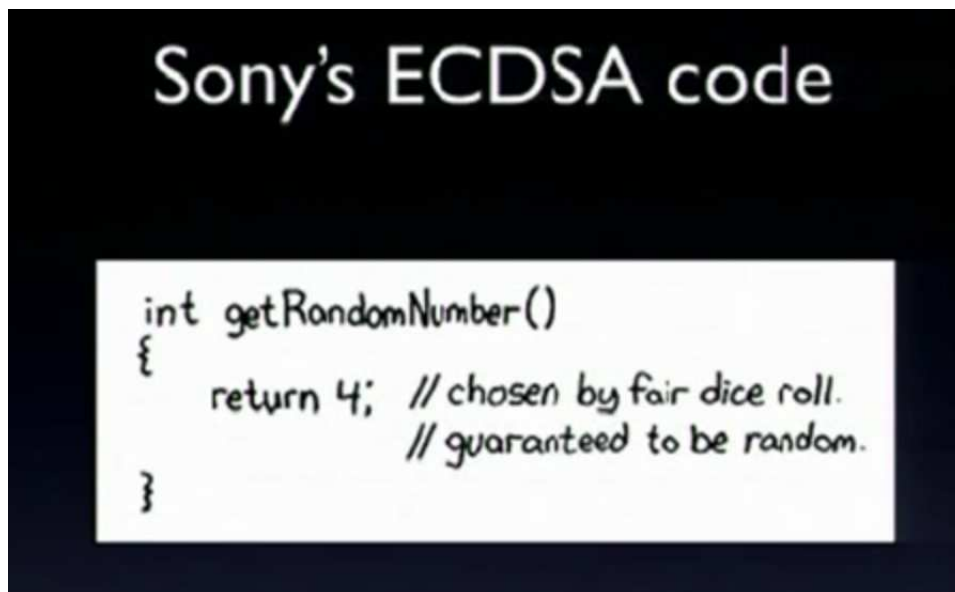 Sony's ECDSA code
int getRandomNumber()
{
return 4; // chosen by fair dice roll.
// guaranteed to be random.
}